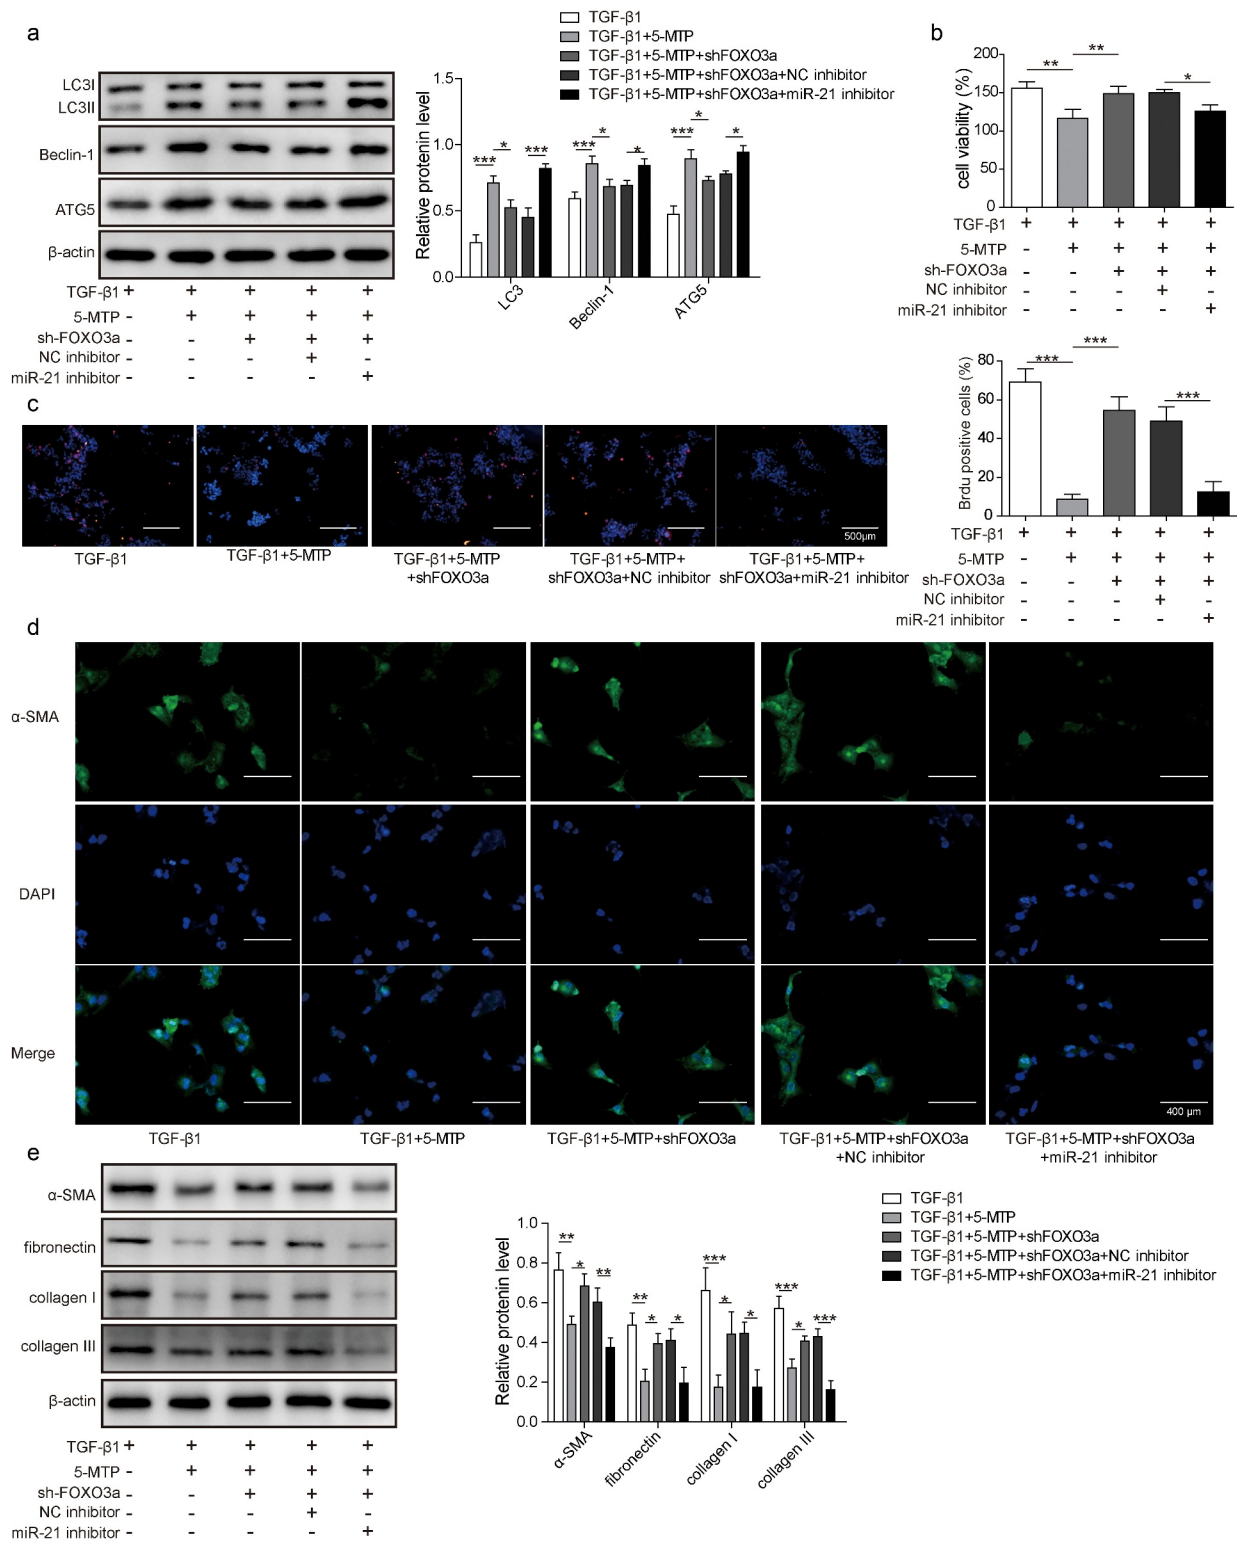 a
LC3I
LC3II
Beclin-1
ATG5
β-actin
TGF-β1 + + + + +
5-MTP - + + + +
sh-FOXO3a - - + + +
NC inhibitor - - - + -
miR-21 inhibitor - - - - +
TGF-β1
TGF-β1+5-MTP
TGF-β1+5-MTP+shFOXO3a
TGF-β1+5-MTP+shFOXO3a+NC inhibitor
TGF-β1+5-MTP+shFOXO3a+miR-21 inhibitor
Relative protenin level
1.5
1.0
0.5
0.0
*** * ***
*** * *
*** * *
LC3
Beclin-1
ATG5
b
cell viability (%)
200
150
100
50
0
** ** *
TGF-β1 + + + + +
5-MTP - + + + +
sh-FOXO3a - - + + +
NC inhibitor - - - + -
miR-21 inhibitor - - - - +
Brdu positive cells (%)
80
60
40
20
0
*** *** ***
TGF-β1 + + + + +
5-MTP - + + + +
sh-FOXO3a - - + + +
NC inhibitor - - - + -
miR-21 inhibitor - - - - +
c
500μm
TGF-β1
TGF-β1+5-MTP
TGF-β1+5-MTP
+shFOXO3a
TGF-β1+5-MTP+
shFOXO3a+NC inhibitor
TGF-β1+5-MTP+
shFOXO3a+miR-21 inhibitor
d
α-SMA
DAPI
Merge
400 μm
TGF-β1
TGF-β1+5-MTP
TGF-β1+5-MTP+shFOXO3a
TGF-β1+5-MTP+shFOXO3a
+NC inhibitor
TGF-β1+5-MTP+shFOXO3a
+miR-21 inhibitor
e
α-SMA
fibronectin
collagen I
collagen III
β-actin
TGF-β1 + + + + +
5-MTP - + + + +
sh-FOXO3a - - + + +
NC inhibitor - - - + -
miR-21 inhibitor - - - - +
Relative protenin level
1.0
0.8
0.6
0.4
0.2
0.0
** * **
** * *
*** * *
*** * ***
α-SMA
fibronectin
collagen I
collagen III
TGF-β1
TGF-β1+5-MTP
TGF-β1+5-MTP+shFOXO3a
TGF-β1+5-MTP+shFOXO3a+NC inhibitor
TGF-β1+5-MTP+shFOXO3a+miR-21 inhibitor